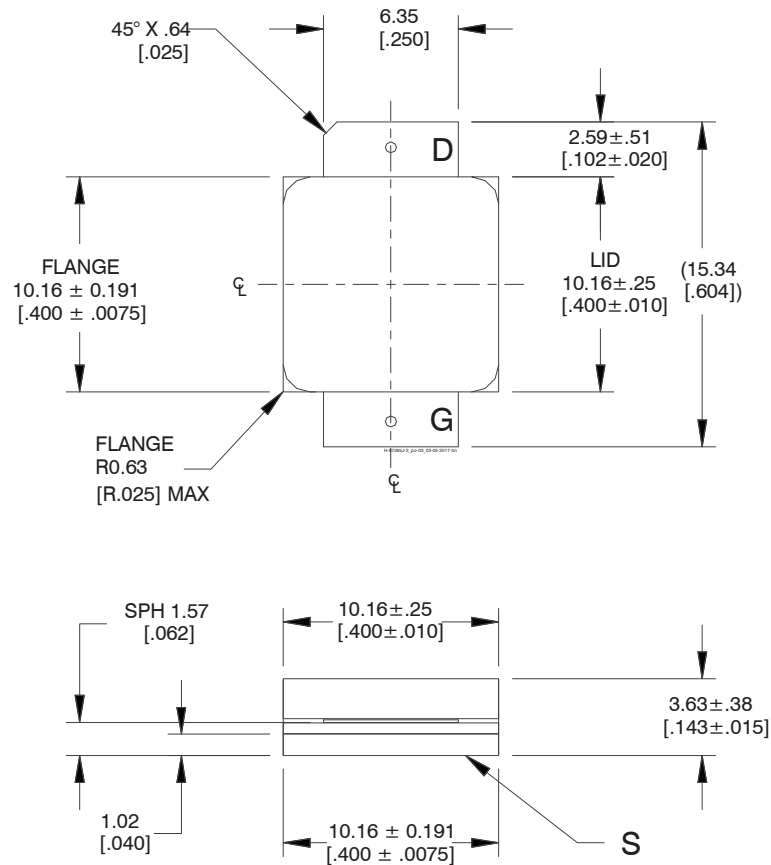 45° X .64
[.025]
6.35
[.250]
D
2.59±.51
[.102±.020]
FLANGE
10.16 ± 0.191
[.400 ± .0075]
℄
LID
10.16±.25
[.400±.010]
(15.34
[.604])
G
FLANGE
R0.63
[R.025] MAX
℄
SPH 1.57
[.062]
10.16±.25
[.400±.010]
3.63±.38
[.143±.015]
1.02
[.040]
10.16 ± 0.191
[.400 ± .0075]
S